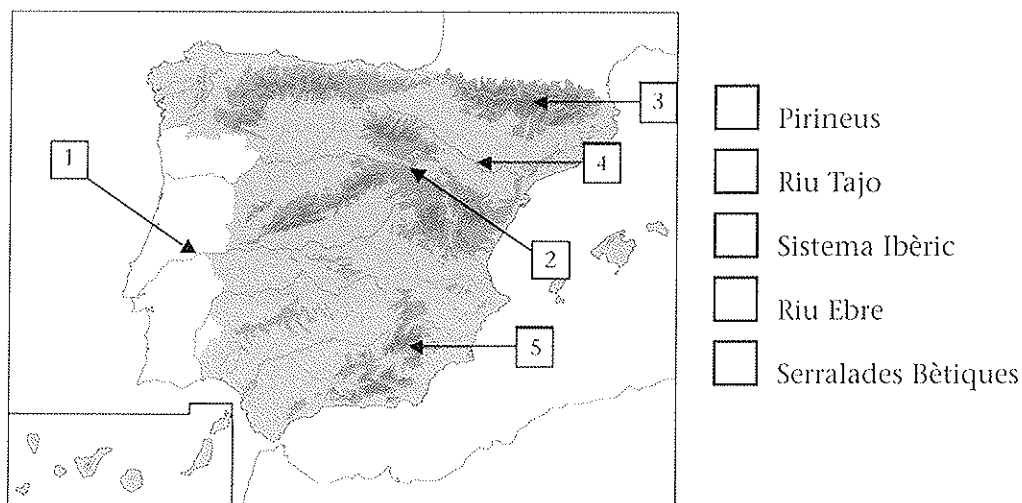 3
1
4
2
5
Pirineus
Riu Tajo
Sistema Ibèric
Riu Ebre
Serralades Bètiques